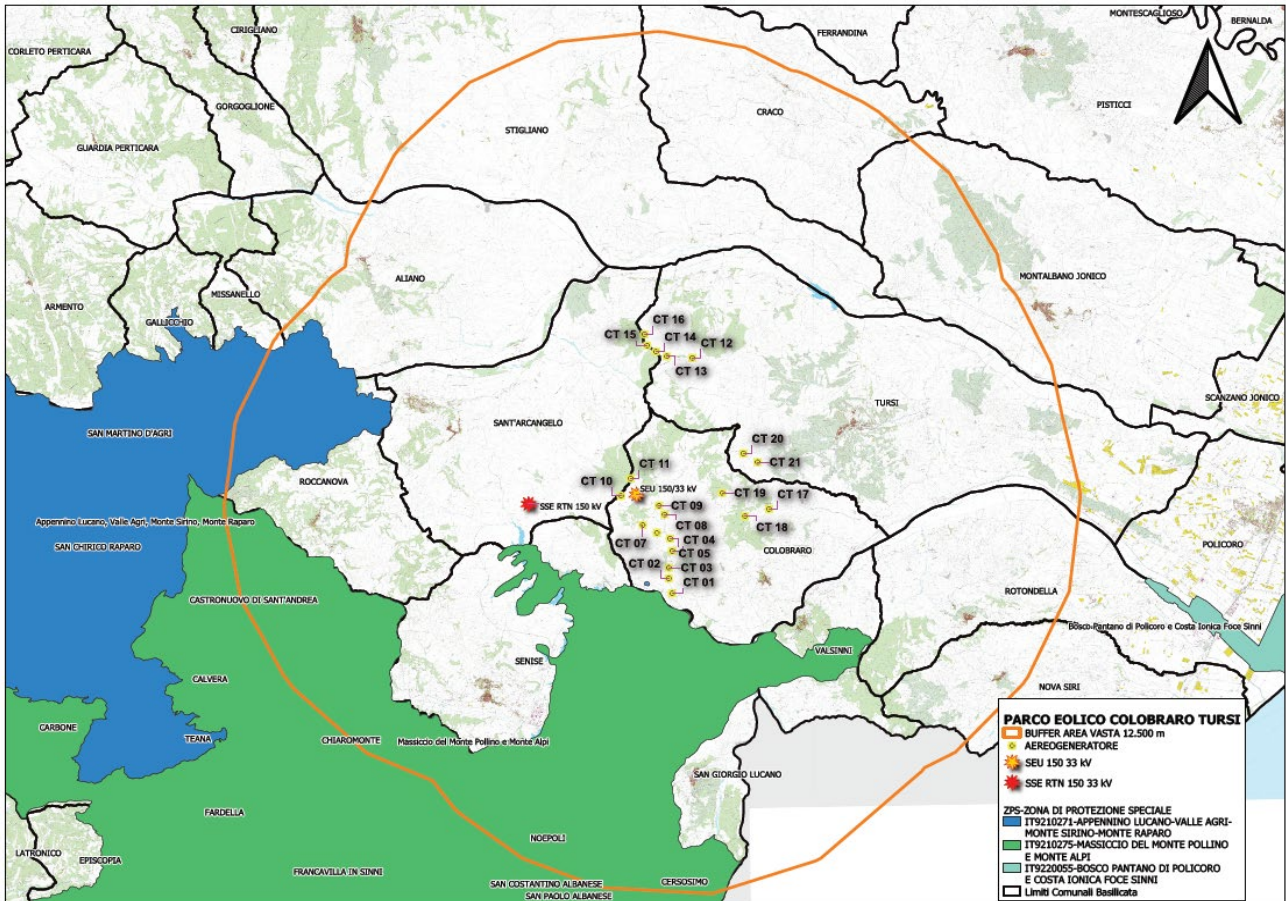 MONTESCAGLIOSO
BERNALDA
CIRIGLIANO
FERRANDINA
CORLETO PERTICARA
GORGOGLIONE
PISTICCI
CRACO
STIGLIANO
GUARDIA PERTICARA
ALIANO
MONTALBANO JONICO
MISSANELLO
ARMENTO
GALLICCHIO
CT 16
CT 15
CT 14
CT 12
CT 13
SCANZANO JONICO
TURSI
SANT'ARCANGELO
SAN MARTINO D'AGRI
CT 20
CT 21
CT 11
ROCCANOVA
SEU 150/33 kV
CT 10
CT 19
CT 17
SSE RTN 150 kV
CT 09
Appennino Lucano, Valle Agri, Monte Sirino, Monte Raparo
CT 08
CT 18
SAN CHIRICO RAPARO
CT 07
CT 04
COLOBRARO
POLICORO
CT 05
CT 02
CT 03
CT 01
ROTONDELLA
CASTRONUOVO DI SANT'ANDREA
Bosco Pantano di Policoro e Costa Ionica Foce Sinni
VALSINNI
SENISE
CALVERA
NOVA SIRI
CARBONE
TEANA
CHIAROMONTE
Massiccio del Monte Pollino e Monte Alpi
SAN GIORGIO LUCANO
FARDELLA
NOEPOLI
LATRONICO
EPISCOPIA
FRANCAVILLA IN SINNI
SAN COSTANTINO ALBANESE
CERSOSIMO
SAN PAOLO ALBANESE
PARCO EOLICO COLOBRARO TURSI
BUFFER AREA VASTA 12.500 m
AEREOGENERATORE
SEU 150 33 kV
SSE RTN 150 33 kV
ZPS-ZONA DI PROTEZIONE SPECIALE
IT9210271-APPENNINO LUCANO-VALLE AGRI-
MONTE SIRINO-MONTE RAPARO
IT9210275-MASSICCIO DEL MONTE POLLINO
E MONTE ALPI
IT9220055-BOSCO PANTANO DI POLICORO
E COSTA IONICA FOCE SINNI
Limiti Comunali Basilicata